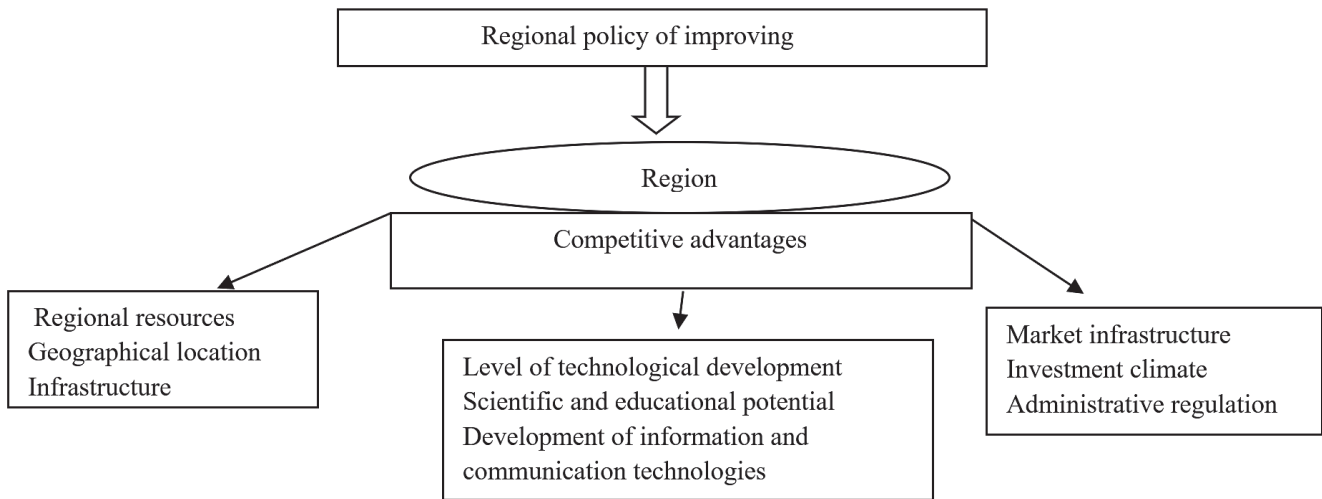 Regional policy of improving
Region
Competitive advantages
Regional resources
Geographical location
Infrastructure
Level of technological development
Scientific and educational potential
Development of information and
communication technologies
Market infrastructure
Investment climate
Administrative regulation